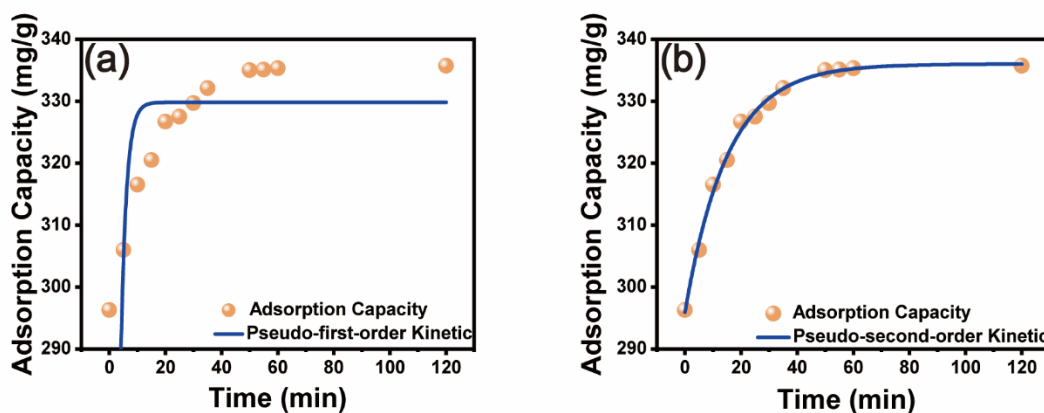 (a)
Adsorption Capacity (mg/g)
340
330
320
310
300
290
Adsorption Capacity
Pseudo-first-order Kinetic
0 20 40 60 80 100 120
Time (min)
(b)
Adsorption Capacity (mg/g)
340
330
320
310
300
290
Adsorption Capacity
Pseudo-second-order Kinetic
0 20 40 60 80 100 120
Time (min)